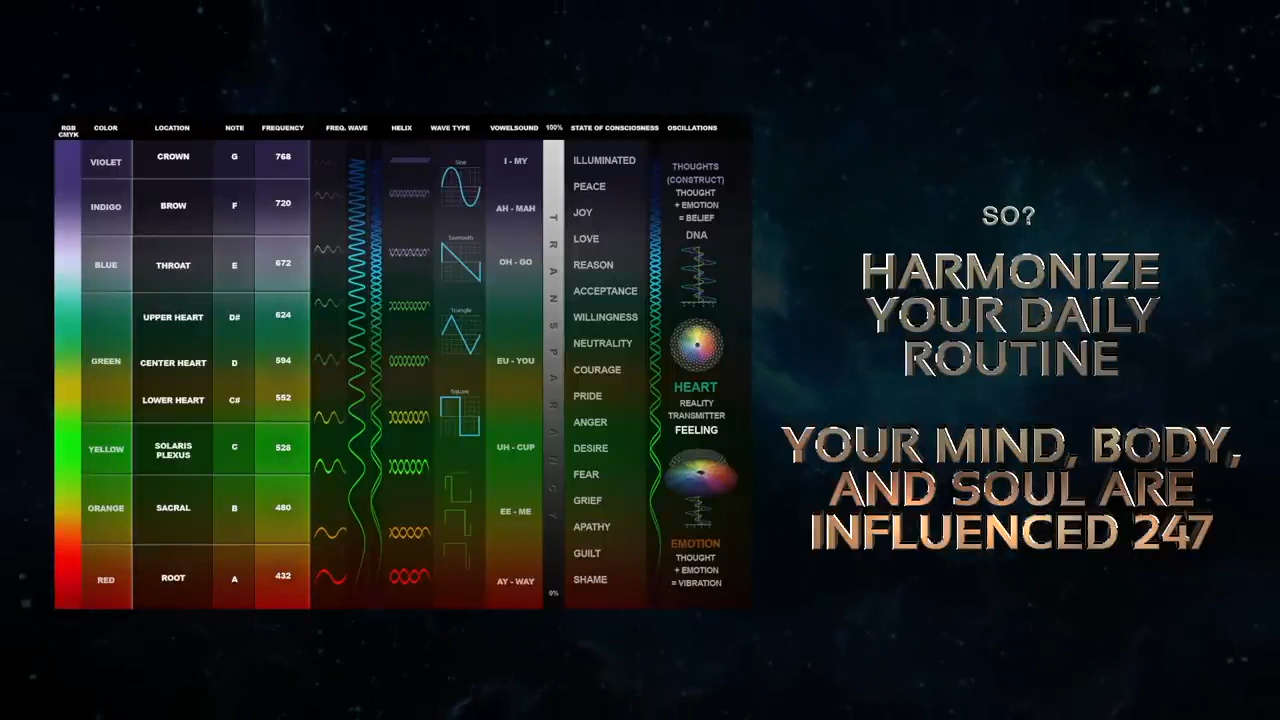 RGB CMYK COLOR LOCATION NOTE FREQUENCY FREQ. WAVE HELIX WAVE TYPE VOWELSOUND 100% STATE OF CONSCIOSNESS OSCILLATIONS
VIOLET CROWN G 768
INDIGO BROW F 720
BLUE THROAT E 672
UPPER HEART D# 624
GREEN CENTER HEART D 594
LOWER HEART C# 552
YELLOW SOLARIS PLEXUS C 528
ORANGE SACRAL B 480
RED ROOT A 432
Sine
Sawtooth
Triangle
Square
I - MY
AH - MAH
OH - GO
EU - YOU
UH - CUP
EE - ME
AY - WAY
TRANSPARANCY
0%
ILLUMINATED
PEACE
JOY
LOVE
REASON
ACCEPTANCE
WILLINGNESS
NEUTRALITY
COURAGE
PRIDE
ANGER
DESIRE
FEAR
GRIEF
APATHY
GUILT
SHAME
THOUGHTS
(CONSTRUCT)
THOUGHT
+ EMOTION
= BELIEF
DNA
HEART
REALITY
TRANSMITTER
FEELING
EMOTION
THOUGHT
+ EMOTION
= VIBRATION
SO?
HARMONIZE
YOUR DAILY
ROUTINE
YOUR MIND, BODY,
AND SOUL ARE
INFLUENCED 247